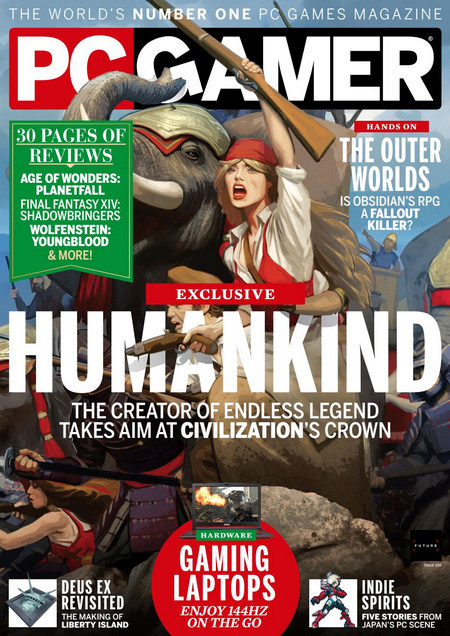 THE WORLD'S NUMBER ONE PC GAMES MAGAZINE
PC GAMER
30 PAGES OF
REVIEWS
AGE OF WONDERS:
PLANETFALL
FINAL FANTASY XIV:
SHADOWBRINGERS
WOLFENSTEIN:
YOUNGBLOOD
& MORE!
HANDS ON
THE OUTER
WORLDS
IS OBSIDIAN'S RPG
A FALLOUT
KILLER?
EXCLUSIVE
HUMANKIND
THE CREATOR OF ENDLESS LEGEND
TAKES AIM AT CIVILIZATION'S CROWN
HARDWARE
GAMING
LAPTOPS
ENJOY 144HZ
ON THE GO
DEUS EX
REVISITED
THE MAKING OF
LIBERTY ISLAND
FUTURE
INDIE
SPIRITS
FIVE STORIES FROM
JAPAN'S PC SCENE